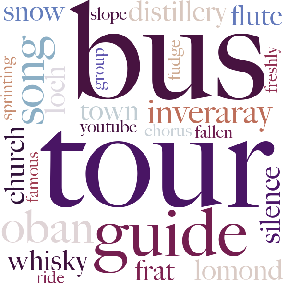 snow
slope
distillery
flute
bus
sprinting
song
loch
group
fudge
freshly
town
inveraray
youtube
chorus
fallen
church
famous
tour
silence
oban
guide
whisky
ride
frat
lomond